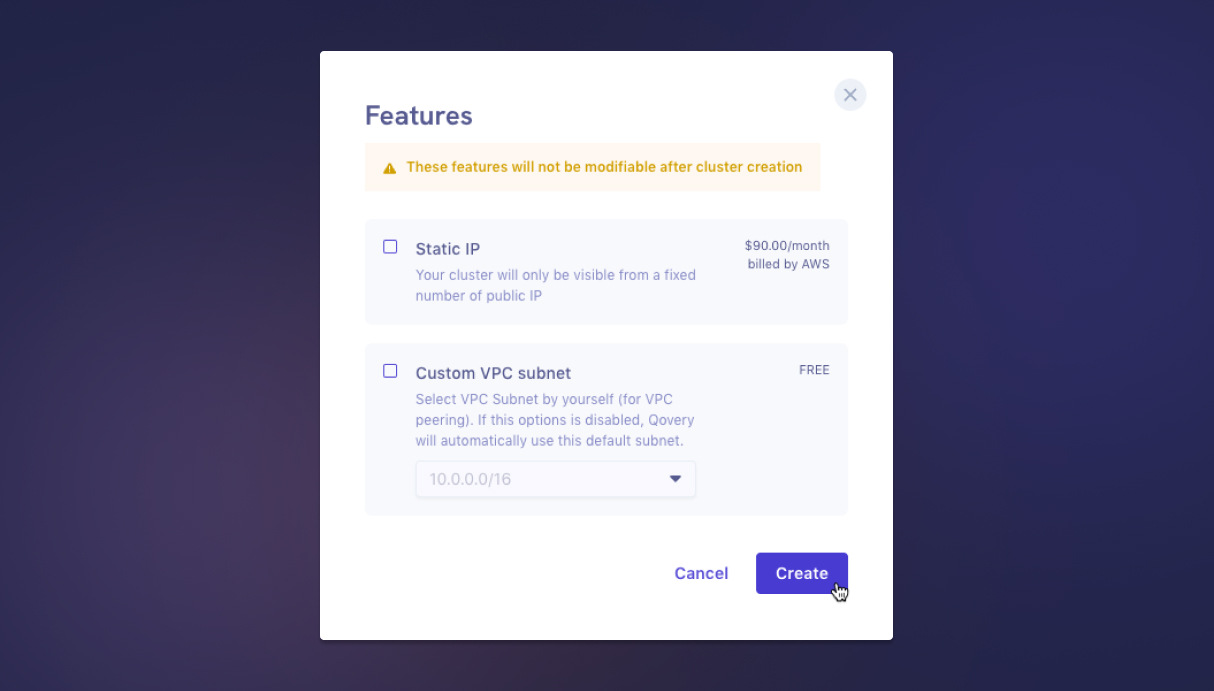 Features
These features will not be modifiable after cluster creation
Static IP
$90.00/month
billed by AWS
Your cluster will only be visible from a fixed
number of public IP
Custom VPC subnet
FREE
Select VPC Subnet by yourself (for VPC
peering). If this options is disabled, Qovery
will automatically use this default subnet.
10.0.0.0/16
Cancel
Create